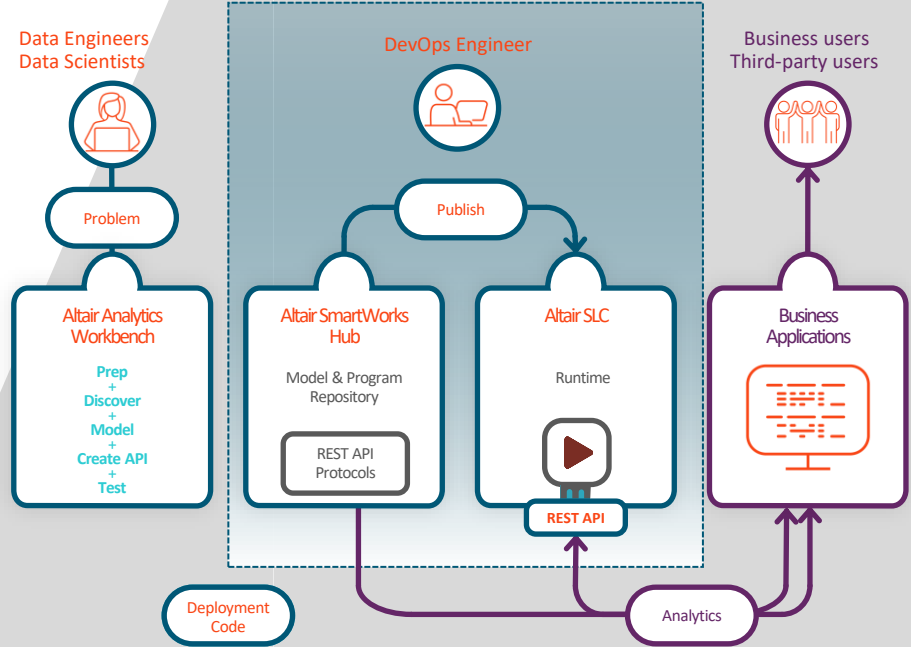 Data Engineers
Data Scientists
DevOps Engineer
Business users
Third-party users
Problem
Publish
Altair Analytics
Workbench
Prep
+
Discover
+
Model
+
Create API
+
Test
Altair SmartWorks
Hub
Model & Program
Repository
REST API
Protocols
Altair SLC
Runtime
REST API
Business
Applications
Deployment
Code
Analytics